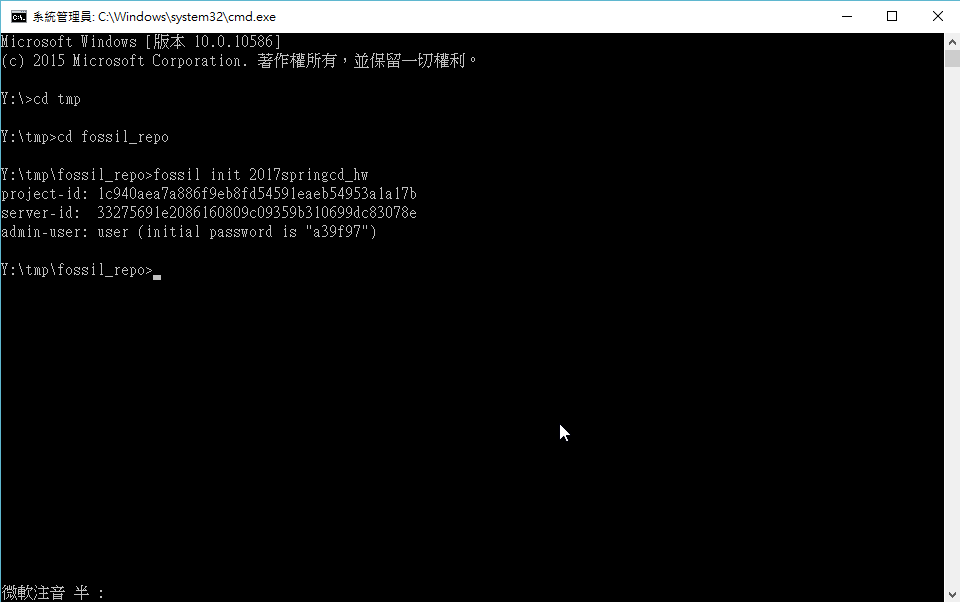 系統管理員: C:\Windows\system32\cmd.exe
Microsoft Windows [版本 10.0.10586]
(c) 2015 Microsoft Corporation. 著作權所有，並保留一切權利。
Y:\>cd tmp
Y:\tmp>cd fossil_repo
Y:\tmp\fossil_repo>fossil init 2017springcd_hw
project-id: 1c940aea7a886f9eb8fd54591eaeb54953a1a17b
server-id:  33275691e2086160809c09359b310699dc83078e
admin-user: user (initial password is "a39f97")
Y:\tmp\fossil_repo>
微軟注音 半 :